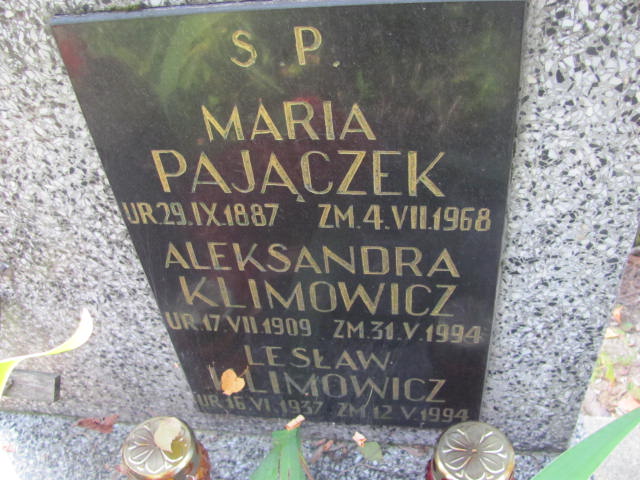 Ś. P.
MARIA
PAJĄCZEK
UR.29.IX.1887 ZM.4.VII.1968
ALEKSANDRA
KLIMOWICZ
UR.17.VII.1909 ZM.31.V.1994
LESŁAW
KLIMOWICZ
UR.16.VI.1937 ZM.12.V.1994